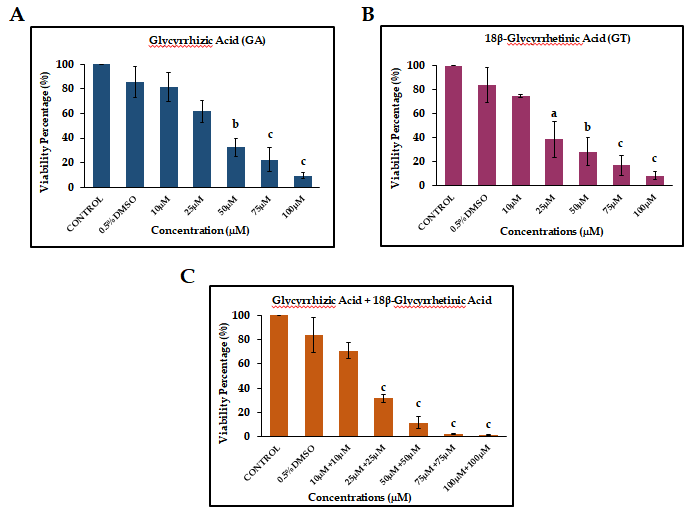 A
Glycyrrhizic Acid (GA)
Viability Percentage (%)
100
80
60
40
20
0
b
c
c
CONTROL
0.5% DMSO
10µM
25µM
50µM
75µM
100µM
Concentration (µM)
B
18β-Glycyrrhetinic Acid (GT)
Viability Percentage (%)
100
80
60
40
20
0
a
b
c
c
CONTROL
0.5% DMSO
10µM
25µM
50µM
75µM
100µM
Concentrations (µM)
C
Glycyrrhizic Acid + 18β-Glycyrrhetinic Acid
Viability Percentage (%)
100
80
60
40
20
0
c
c
c
c
CONTROL
0.5% DMSO
10µM+10µM
25µM+25µM
50µM+50µM
75µM+75µM
100µM+100µM
Concentrations (µM)